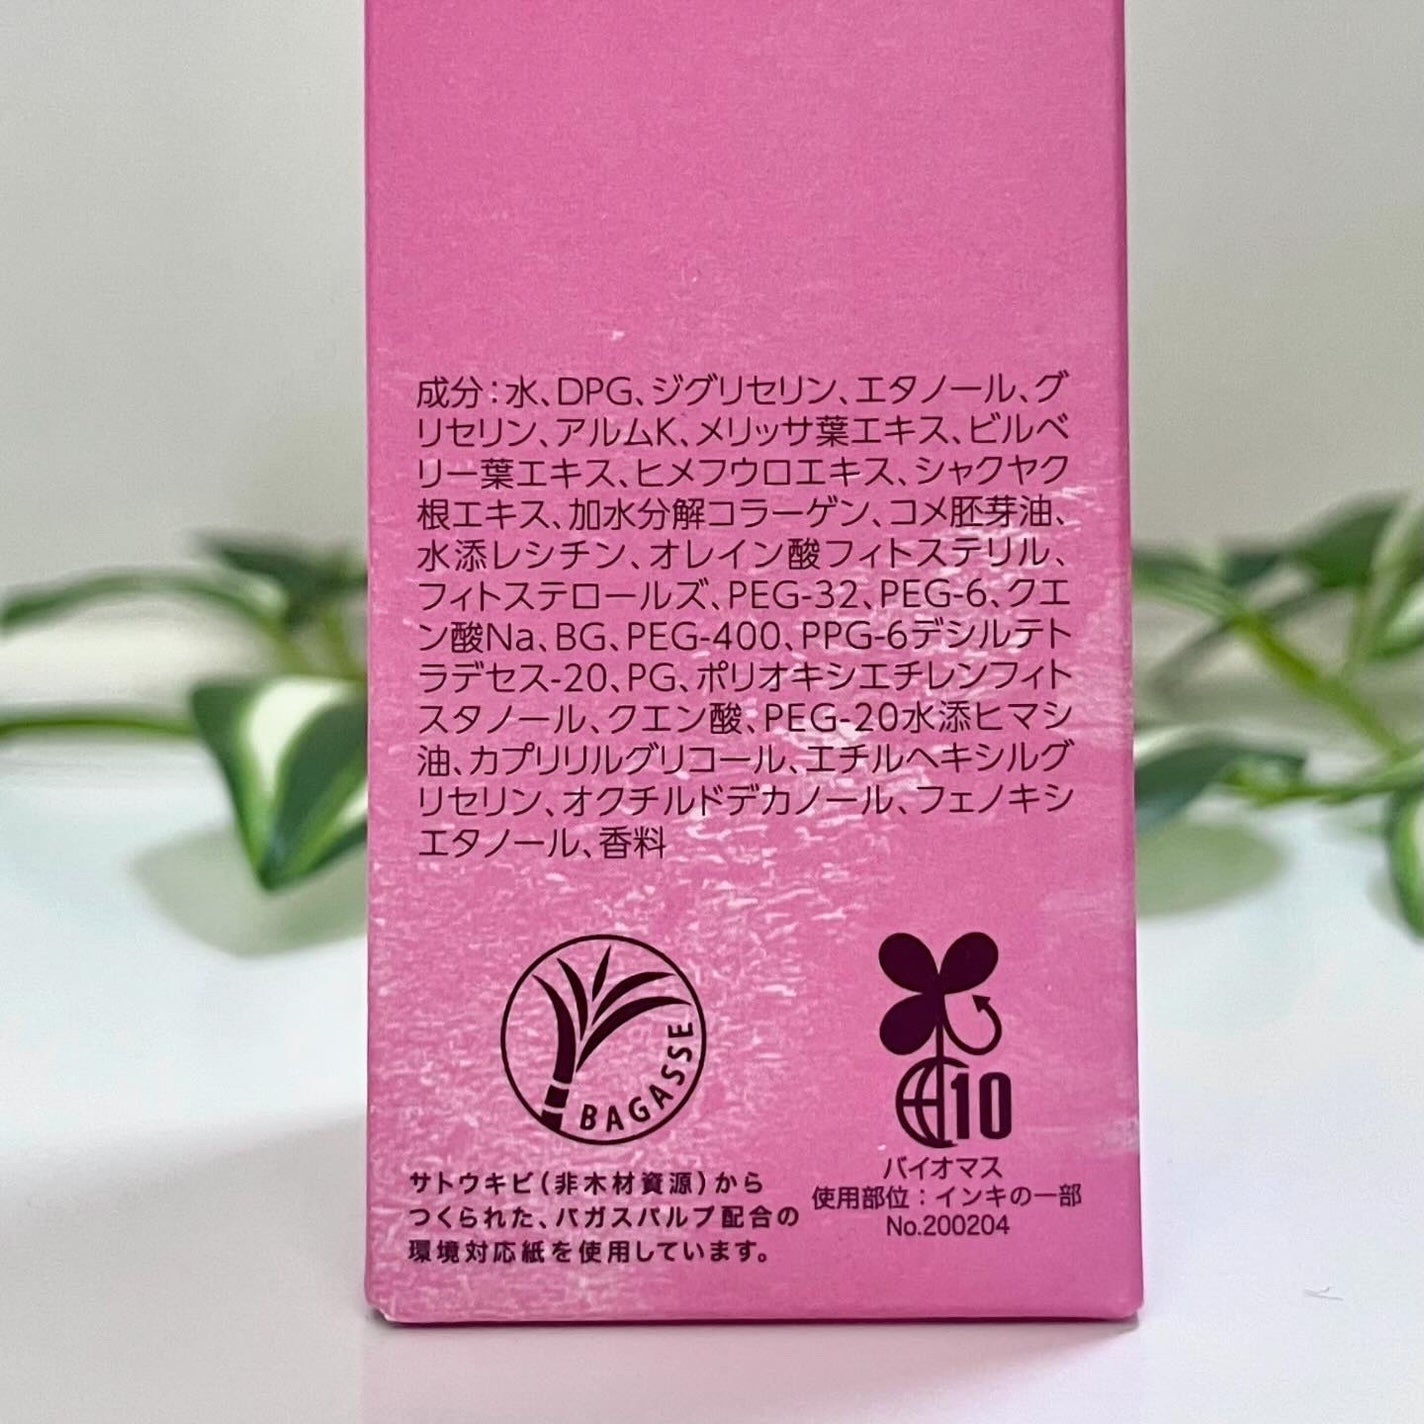 成分：水、DPG、ジグリセリン、エタノール、グ
リセリン、アルムK、メリッサ葉エキス、ビルベ
リー葉エキス、ヒメフウロエキス、シャクヤク
根エキス、加水分解コラーゲン、コメ胚芽油、
水添レシチン、オレイン酸フィトステリル、
フィトステロールズ、PEG-32、PEG-6、クエ
ン酸Na、BG、PEG-400、PPG-6デシルテト
ラデセス-20、PG、ポリオキシエチレンフィト
スタノール、クエン酸、PEG-20水添ヒマシ
油、カプリリルグリコール、エチルヘキシルグ
リセリン、オクチルドデカノール、フェノキシ
エタノール、香料
BAGASSE
サトウキビ（非木材資源）から
つくられた、バガスパルプ配合の
環境対応紙を使用しています。
10
バイオマス
使用部位：インキの一部
No.200204